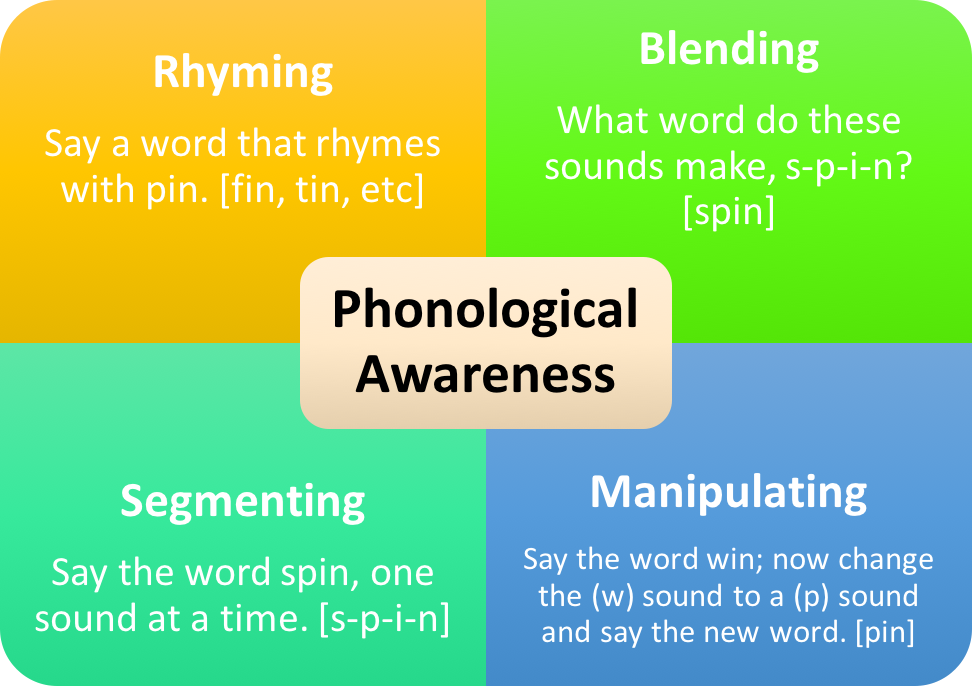 Rhyming
Say a word that rhymes
with pin. [fin, tin, etc]
Blending
What word do these
sounds make, s-p-i-n?
[spin]
Phonological
Awareness
Segmenting
Say the word spin, one
sound at a time. [s-p-i-n]
Manipulating
Say the word win; now change
the (w) sound to a (p) sound
and say the new word. [pin]